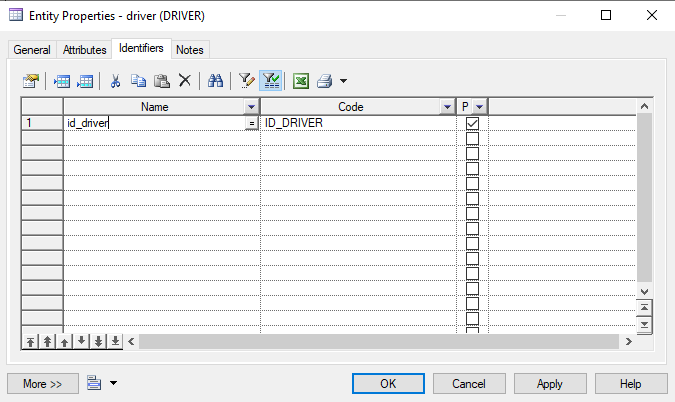 Entity Properties - driver (DRIVER)
General Attributes Identifiers Notes
Name Code P
1 id_driver = ID_DRIVER
More >> OK Cancel Apply Help